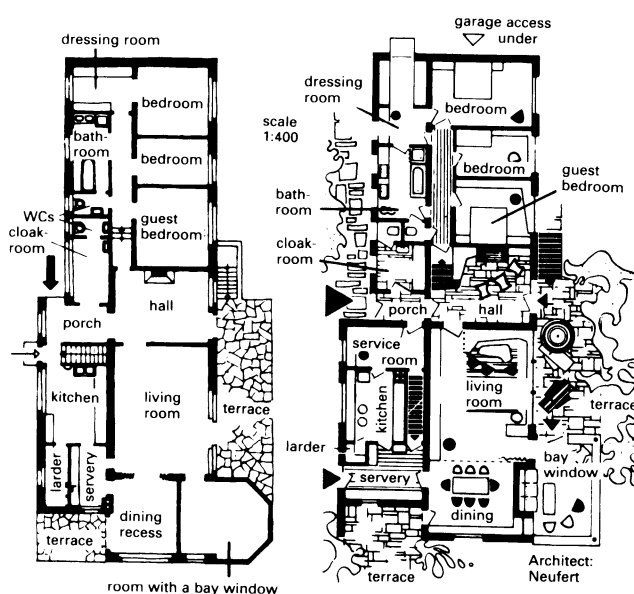 dressing room
bedroom
bath-
room
bedroom
WCs
cloak-
room
guest
bedroom
hall
porch
kitchen
living
room
terrace
larder
servery
dining
recess
terrace
room with a bay window
garage access
under
dressing
room
scale
1:400
bedroom
bedroom
guest
bedroom
bath-
room
cloak-
room
porch
hall
service
room
kitchen
living
room
terrace
larder
bay
window
servery
dining
terrace
Architect:
Neufert